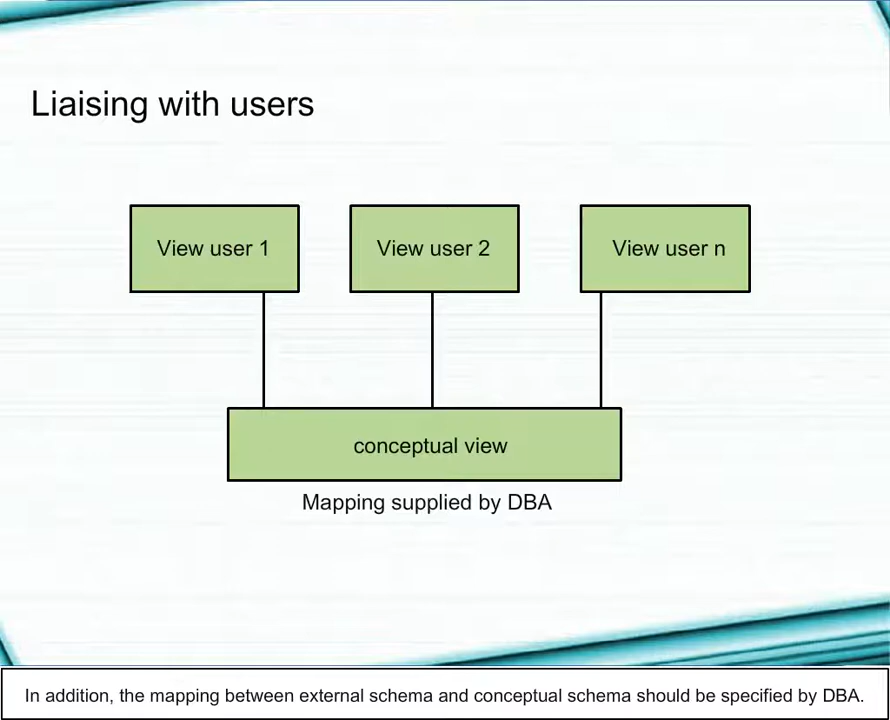 Liaising with users
View user 1
View user 2
View user n
conceptual view
Mapping supplied by DBA
In addition, the mapping between external schema and conceptual schema should be specified by DBA.